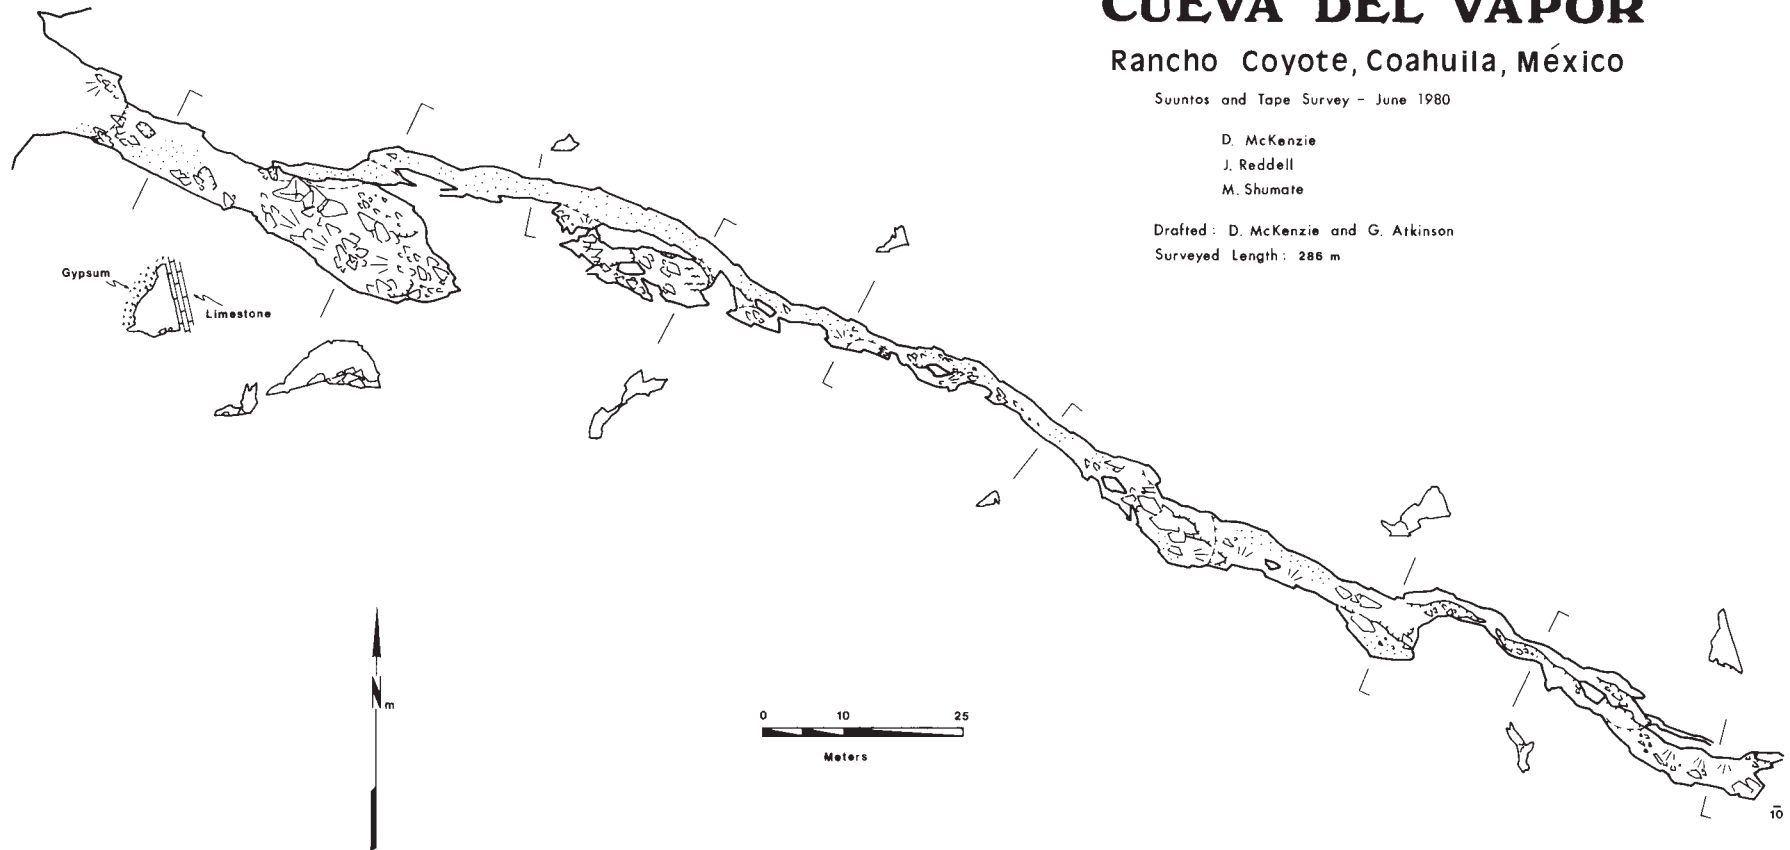 CUEVA DEL VAPOR
Rancho Coyote, Coahuila, México
Suuntos and Tape Survey - June 1980
D. McKenzie
J. Reddell
M. Shumate
Drafted: D. McKenzie and G. Atkinson
Surveyed Length: 286 m
Gypsum
Limestone
N
m
0 10 25
Meters
10